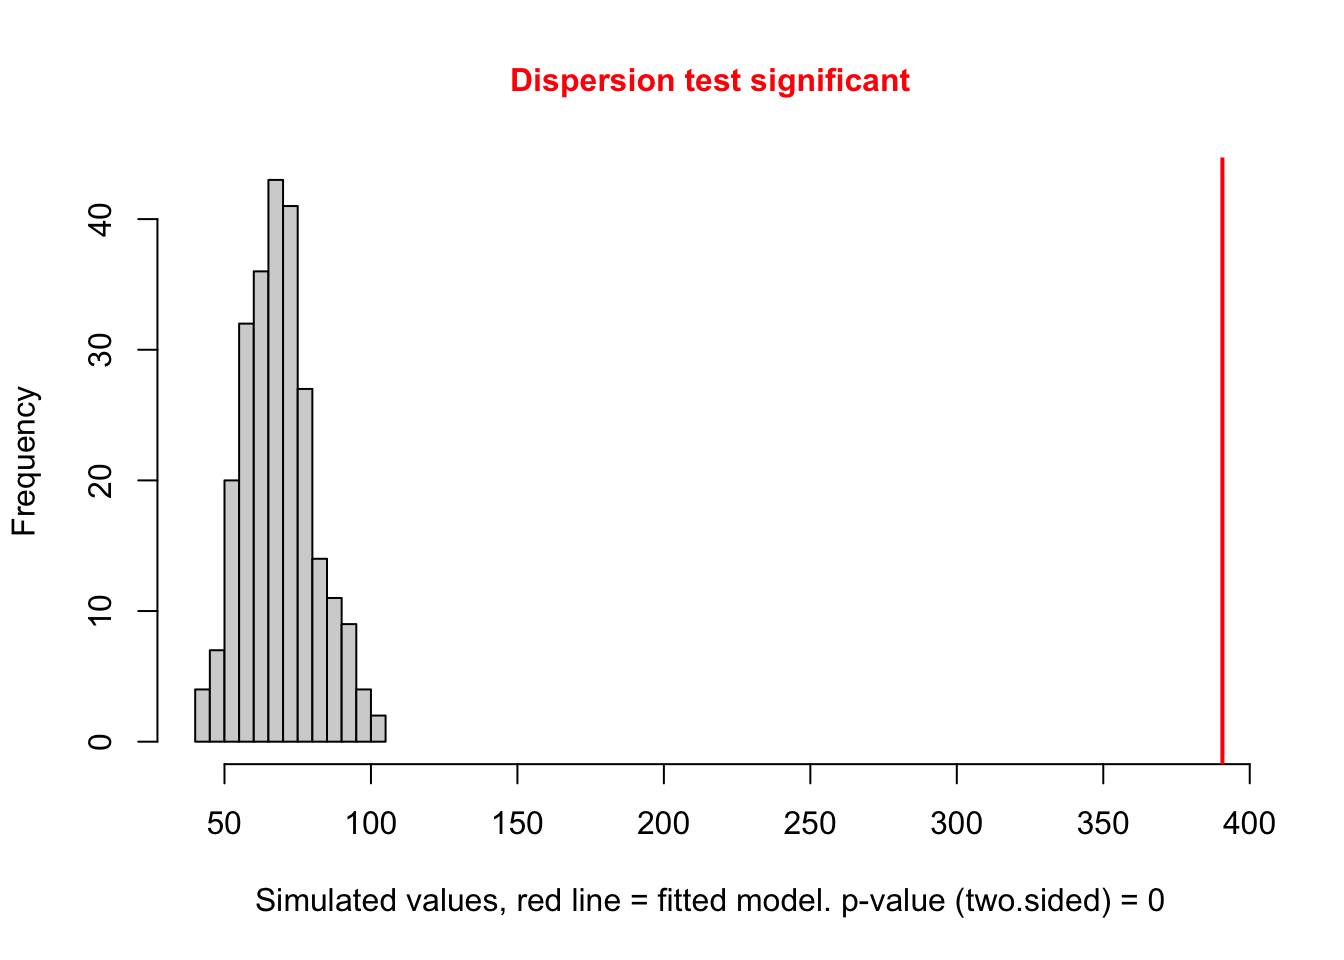 Dispersion test significant
Frequency
40
30
20
10
0
50 100 150 200 250 300 350 400
Simulated values, red line = fitted model. p-value (two.sided) = 0